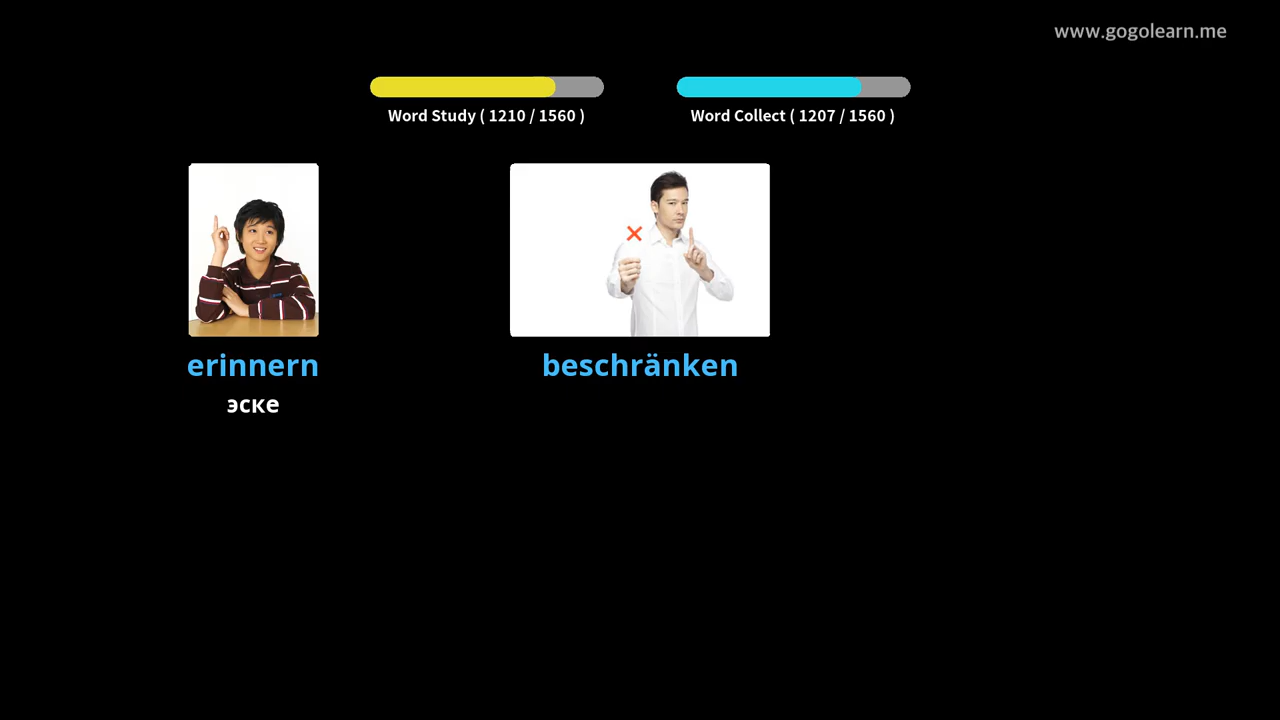 www.gogolearn.me
Word Study ( 1210 / 1560 )
Word Collect ( 1207 / 1560 )
erinnern
эске
beschränken